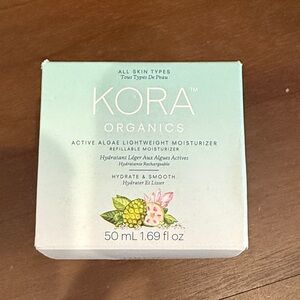 ALL SKIN TYPES
Tous Types De Peau
KORA™
ORGANICS
ACTIVE ALGAE LIGHTWEIGHT MOISTURIZER
REFILLABLE MOISTURIZER
Hydratant Léger Aux Algues Actives
Hydratante Rechargeable
HYDRATE & SMOOTH
Hydrater Et Lisser
50 mL 1.69 fl oz